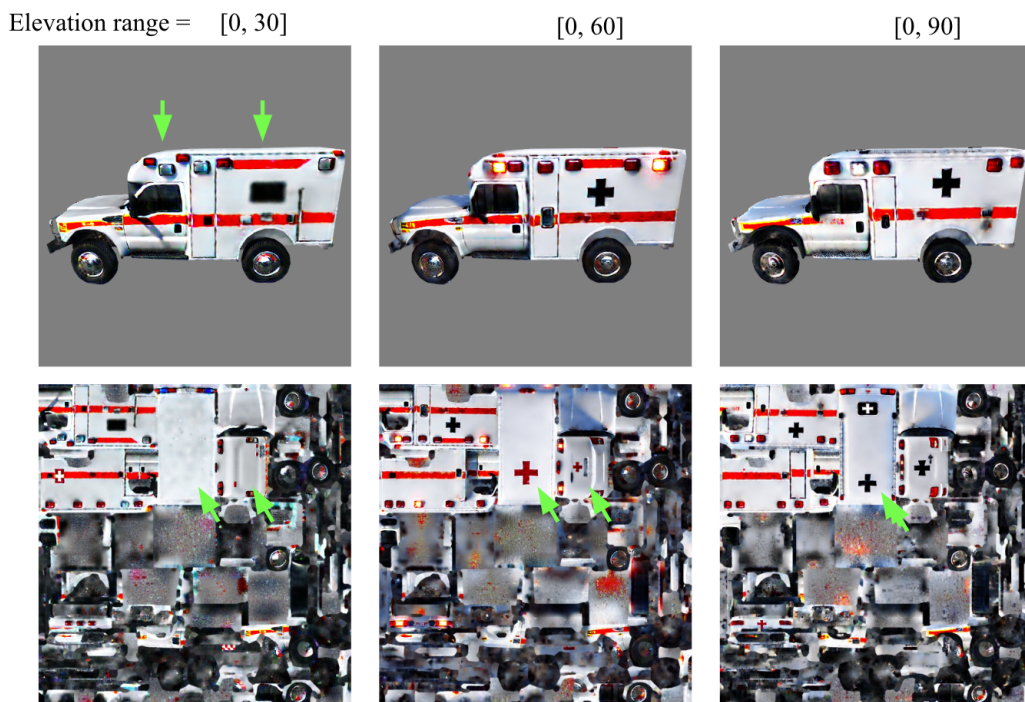 Elevation range = [0, 30] [0, 60] [0, 90]